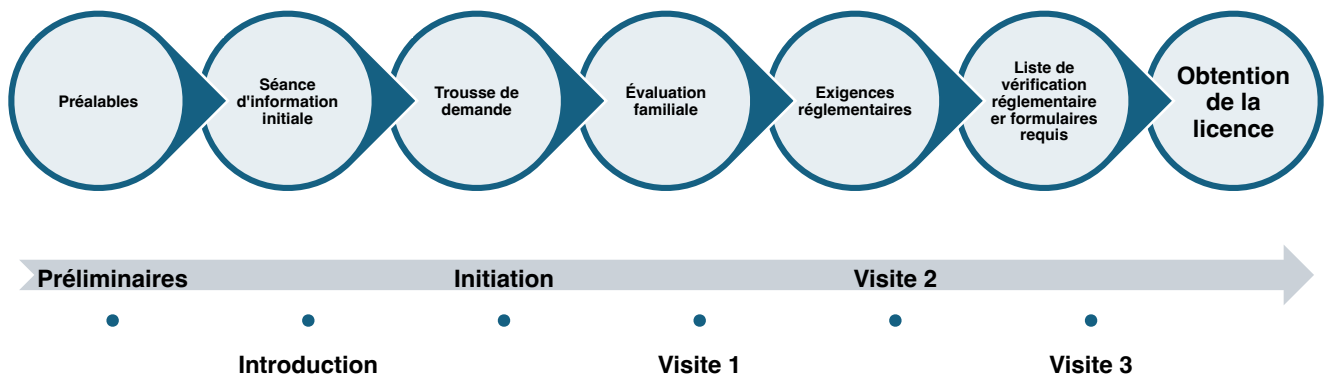 Préalables
Séance
d'information
initiale
Trousse de
demande
Évaluation
familiale
Exigences
réglementaires
Liste de
vérification
réglementaire
er formulaires
requis
Obtention
de la
licence
Préliminaires
Initiation
Visite 2
Introduction
Visite 1
Visite 3